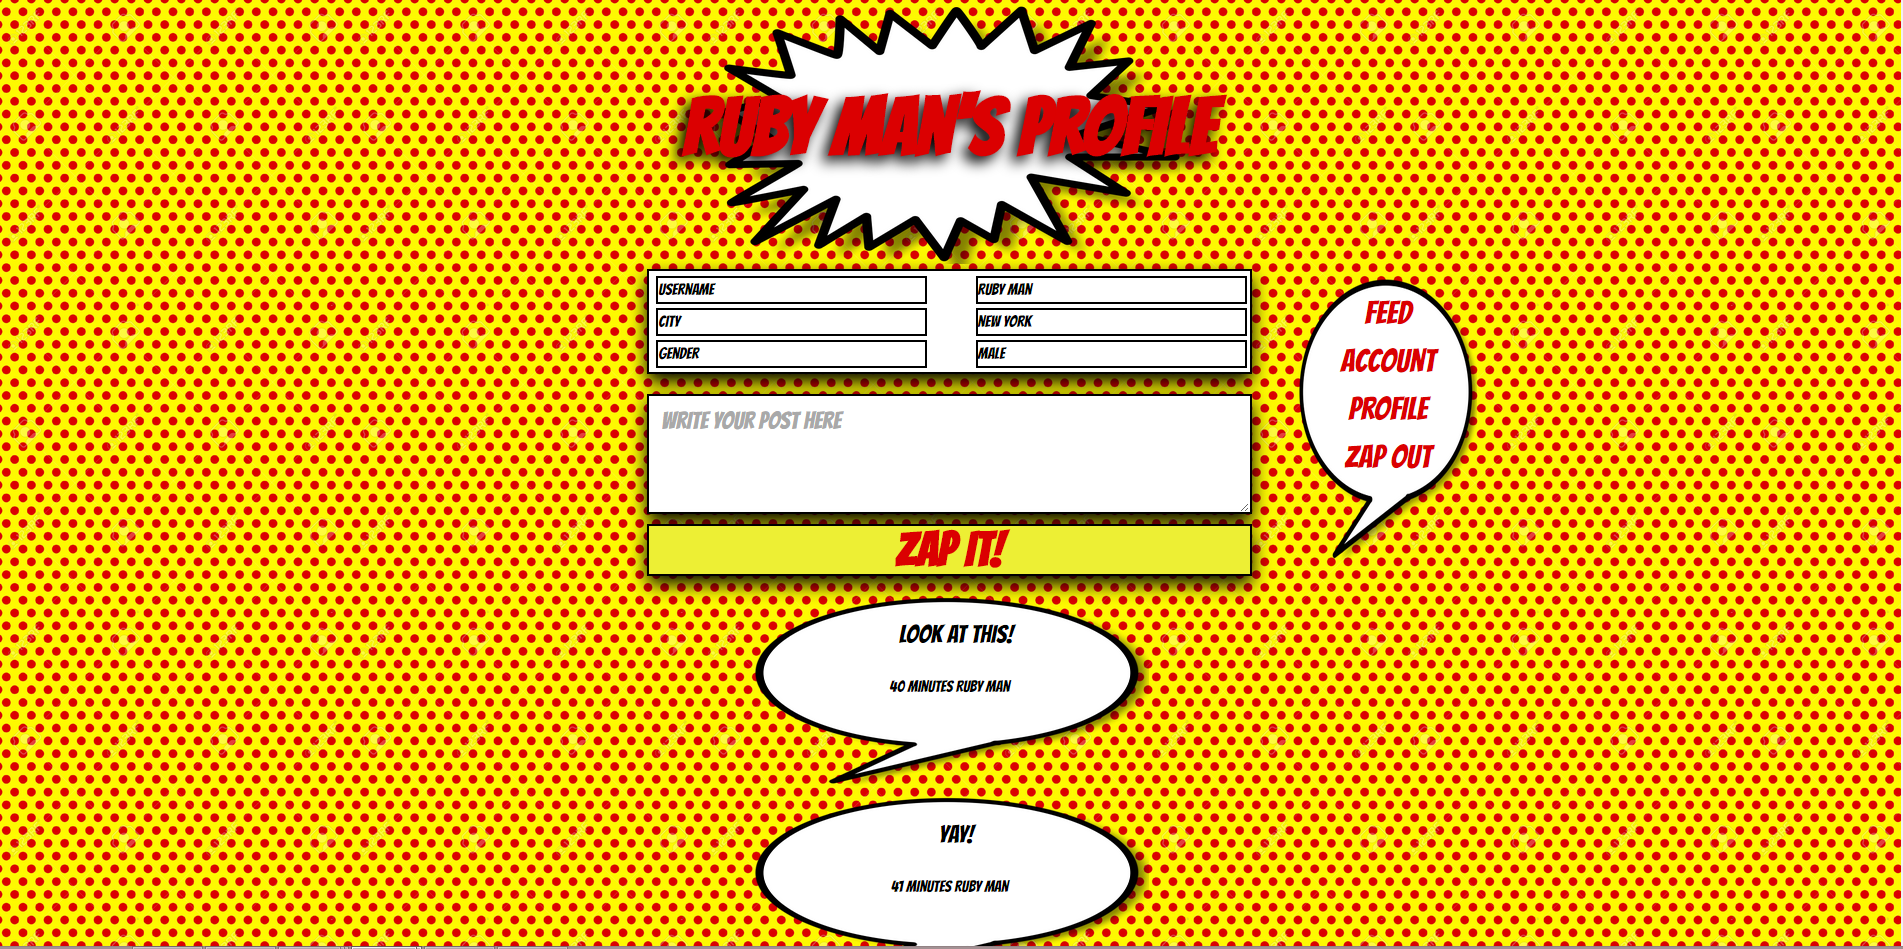 RUBY MAN'S PROFILE
USERNAME RUBY MAN
CITY NEW YORK
GENDER MALE
FEED
ACCOUNT
PROFILE
ZAP OUT
WRITE YOUR POST HERE
ZAP IT!
LOOK AT THIS!
40 MINUTES RUBY MAN
YAY!
41 MINUTES RUBY MAN